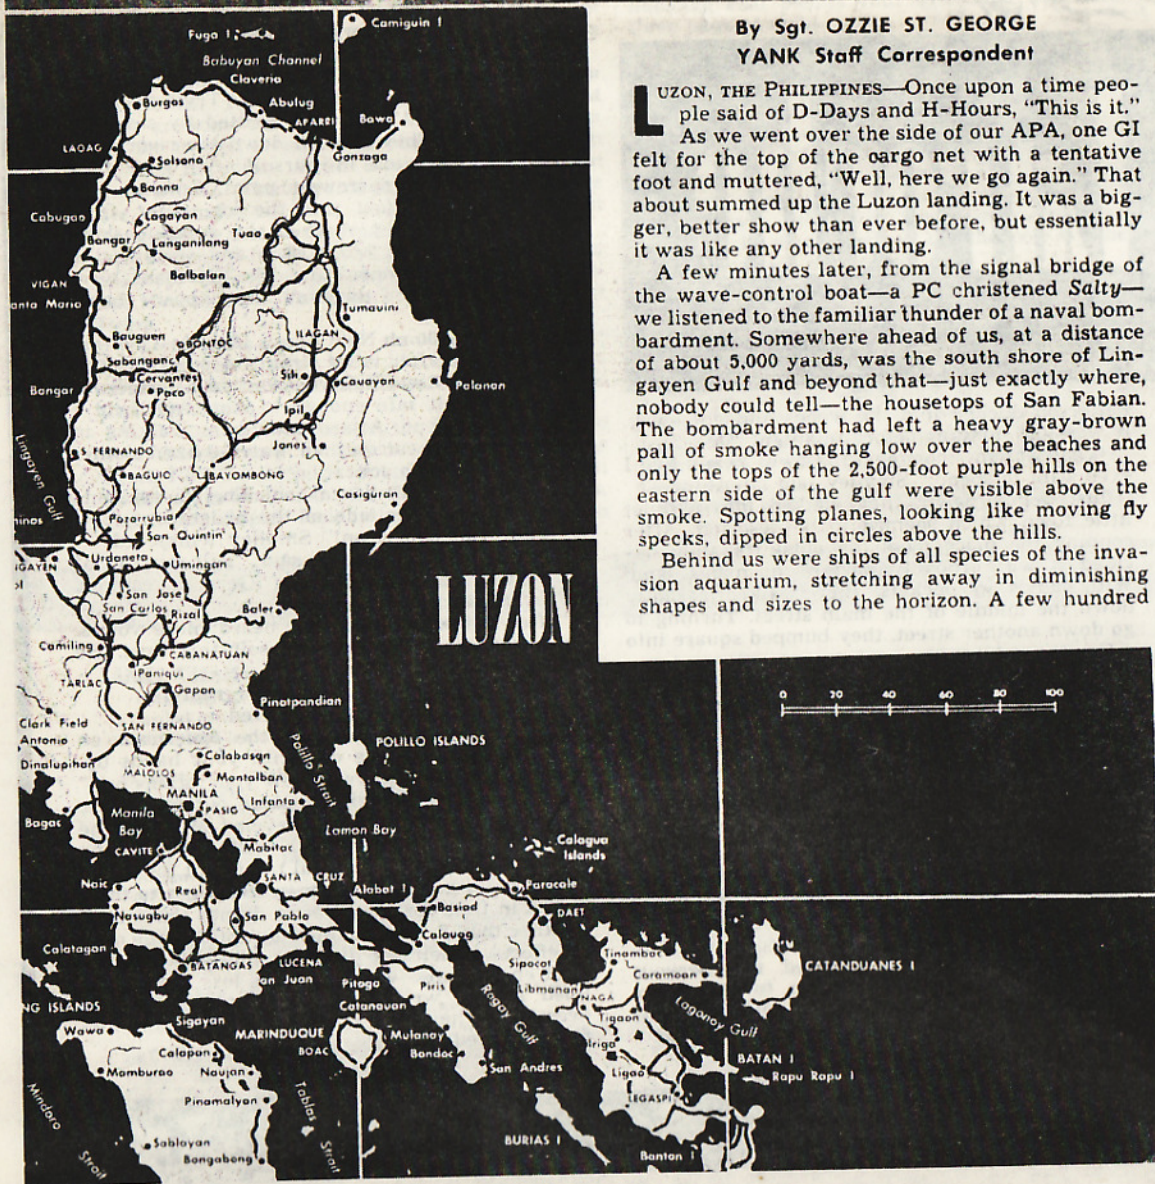 By Sgt. OZZIE ST. GEORGE
YANK Staff Correspondent
LUZON, THE PHILIPPINES—Once upon a time peo-
ple said of D-Days and H-Hours, "This is it."
As we went over the side of our APA, one GI
felt for the top of the cargo net with a tentative
foot and muttered, "Well, here we go again." That
about summed up the Luzon landing. It was a big-
ger, better show than ever before, but essentially
it was like any other landing.
A few minutes later, from the signal bridge of
the wave-control boat—a PC christened Salty—
we listened to the familiar thunder of a naval bom-
bardment. Somewhere ahead of us, at a distance
of about 5,000 yards, was the south shore of Lin-
gayen Gulf and beyond that—just exactly where,
nobody could tell—the housetops of San Fabian.
The bombardment had left a heavy gray-brown
pall of smoke hanging low over the beaches and
only the tops of the 2,500-foot purple hills on the
eastern side of the gulf were visible above the
smoke. Spotting planes, looking like moving fly
specks, dipped in circles above the hills.
Behind us were ships of all species of the inva-
sion aquarium, stretching away in diminishing
shapes and sizes to the horizon. A few hundred
Camiguin I
Fuga I
Babuyan Channel
Claveria
Burgos
Abulug
APARRI
Bawa
LAOAG
Solsona
Gonzaga
Banna
Cabugao
Lagayan
Bangar
Langanilang
Tuao
Balbalan
VIGAN
anta Maria
Tumauini
Bauguen
BONTOC
ILAGAN
Sabangang
Cervantes
Sili
Cauayan
Palanan
Bangar
Paco
Ipil
Jones
Lingayen Gulf
S FERNANDO
BAGUIO
BAYOMBONG
Casiguran
minos
Pozorrubio
San Quintin
IGAYEN
Urdaneta
Umingan
LUZON
San Jose
San Carlos
Rizal
Baler
Camiling
CABANATUAN
Paniqui
TARLAC
Gapan
Pinatpandian
Clark Field
SAN FERNANDO
Antonio
Dinalupihan
Calabasan
MALOLOS
Montalban
Polillo Strait
POLILLO ISLANDS
0 20 40 60 80 100
MANILA
PASIG
Infanta
Bagac
Manila
Bay
Lamon Bay
CAVITE
Mabitac
Calagua
Islands
Naic
Real
SANTA CRUZ
Alabat I
Paracale
Nasugbu
San Pablo
Basiad
DAET
Calauag
Calatagan
BATANGAS
LUCENA
an Juan
Pitogo
Piris
Sipocot
Tinambac
Caramoan
CATANDUANES I
NG ISLANDS
Catanauan
Libmanan
NAGA
Ragay Gulf
Lagonoy Gulf
Wawa
Sigayan
MARINDUQUE
BOAC
Mulanay
Tigaon
Calapan
Bondoc
Iriga
BATAN I
Mamburao
Naujan
San Andres
Ligao
Rapu Rapu I
Pinamalyan
LEGASPI
Mindoro
Strait
Tablas
Strait
Sablayan
Bongabong
BURIAS I
Banton I